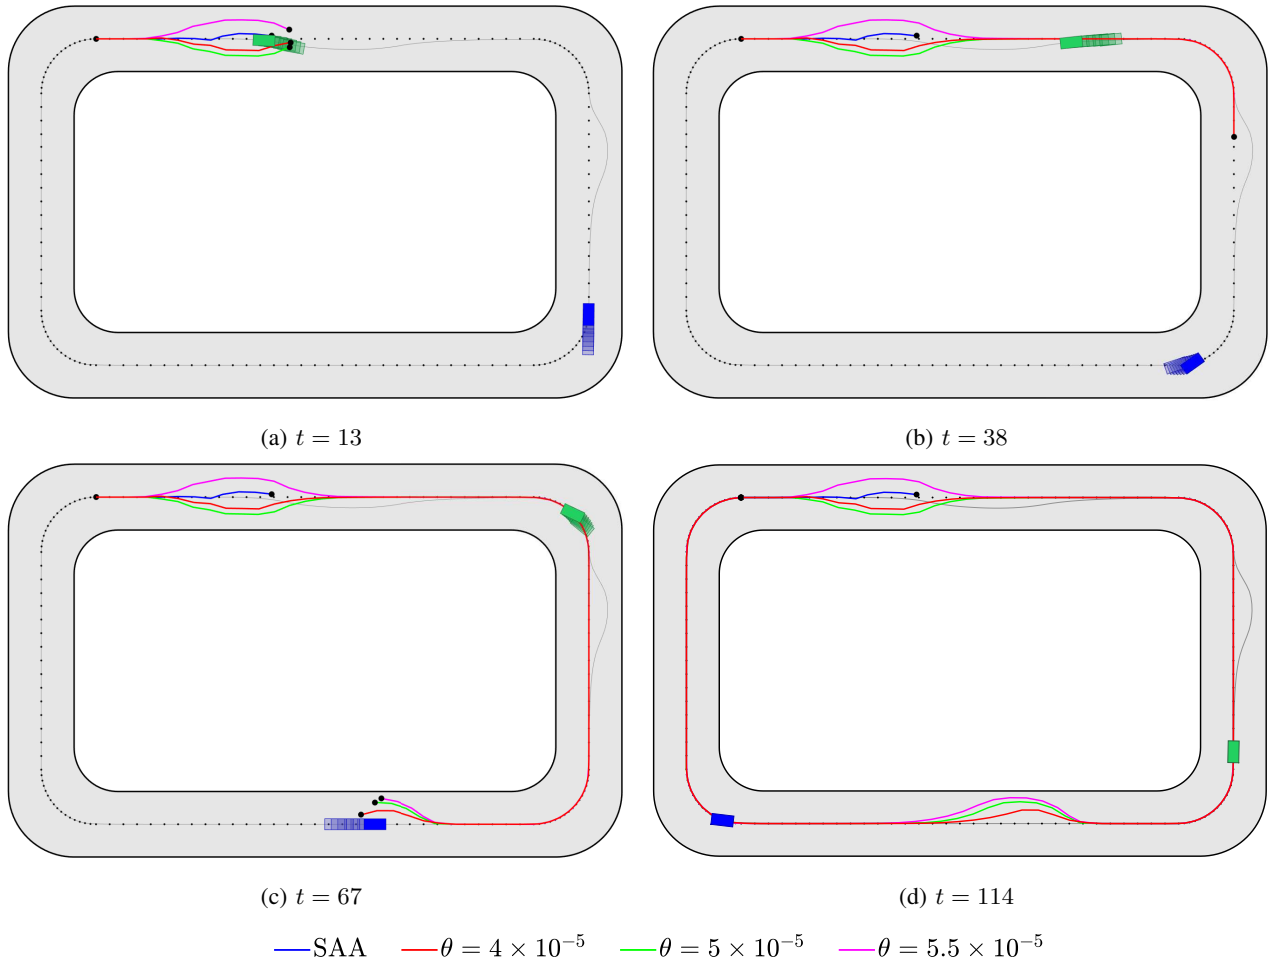 (a) t = 13
(b) t = 38
(c) t = 67
(d) t = 114
SAA θ = 4 × 10⁻⁵ θ = 5 × 10⁻⁵ θ = 5.5 × 10⁻⁵